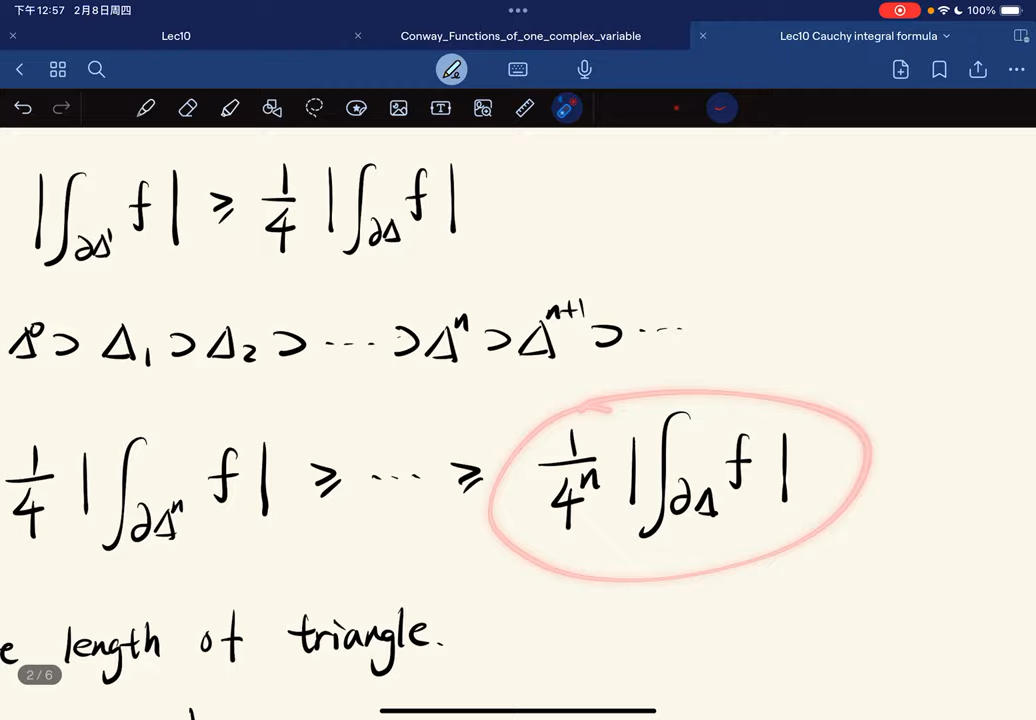 下午12:57 2月8日周四
100%
Lec10
Conway_Functions_of_one_complex_variable
Lec10 Cauchy integral formula
|∫_{∂Δ'} f| ≥ 1/4 |∫_{∂Δ} f|
Δ⁰ ⊃ Δ₁ ⊃ Δ₂ ⊃ ⋯ ⊃ Δⁿ ⊃ Δⁿ⁺¹ ⊃ ⋯
1/4 |∫_{∂Δⁿ} f| ≥ ⋯ ≥ 1/4ⁿ |∫_{∂Δ} f|
e length of triangle.
2 / 6